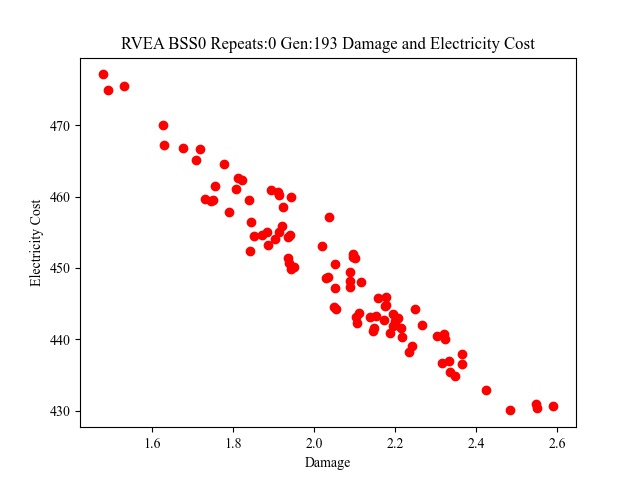 RVEA BSS0 Repeats:0 Gen:193 Damage and Electricity Cost
470
460
450
440
430
Electricity Cost
1.6 1.8 2.0 2.2 2.4 2.6
Damage